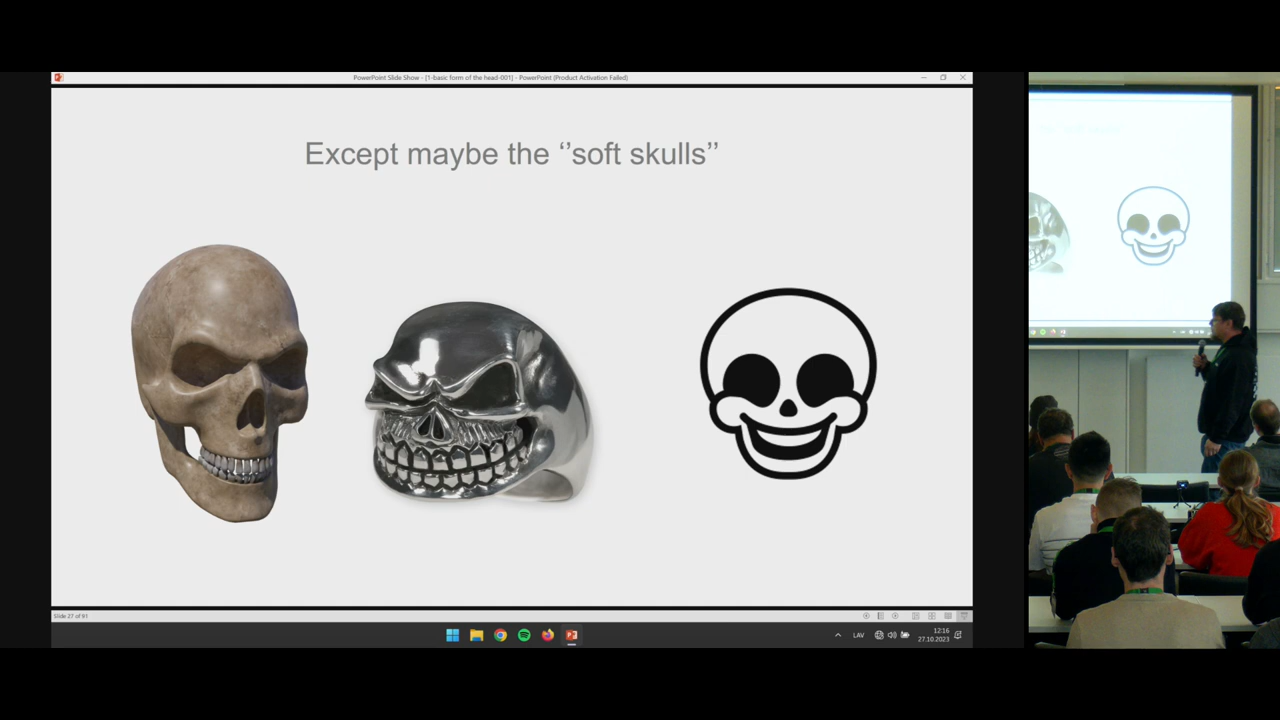 PowerPoint Slide Show - [1-basic form of the head-001] - PowerPoint (Product Activation Failed)
Except maybe the ‘’soft skulls’’
Slide 27 of 91
LAV
12:16
27.10.2023